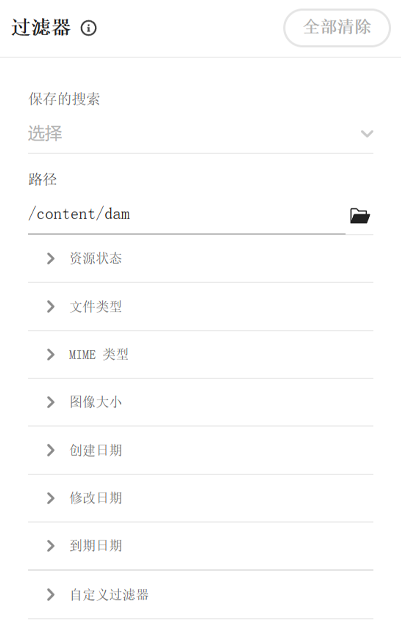 过滤器
全部清除
保存的搜索
选择
路径
/content/dam
资源状态
文件类型
MIME 类型
图像大小
创建日期
修改日期
到期日期
自定义过滤器